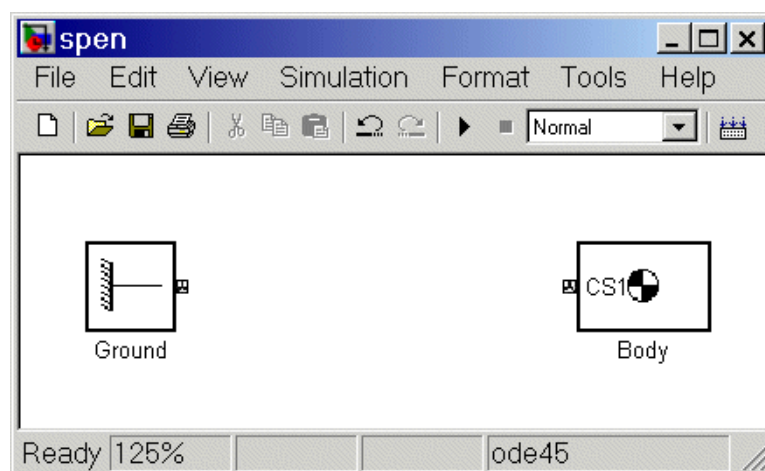 spen
File Edit View Simulation Format Tools Help
Normal
CS1
Ground Body
Ready 125% ode45